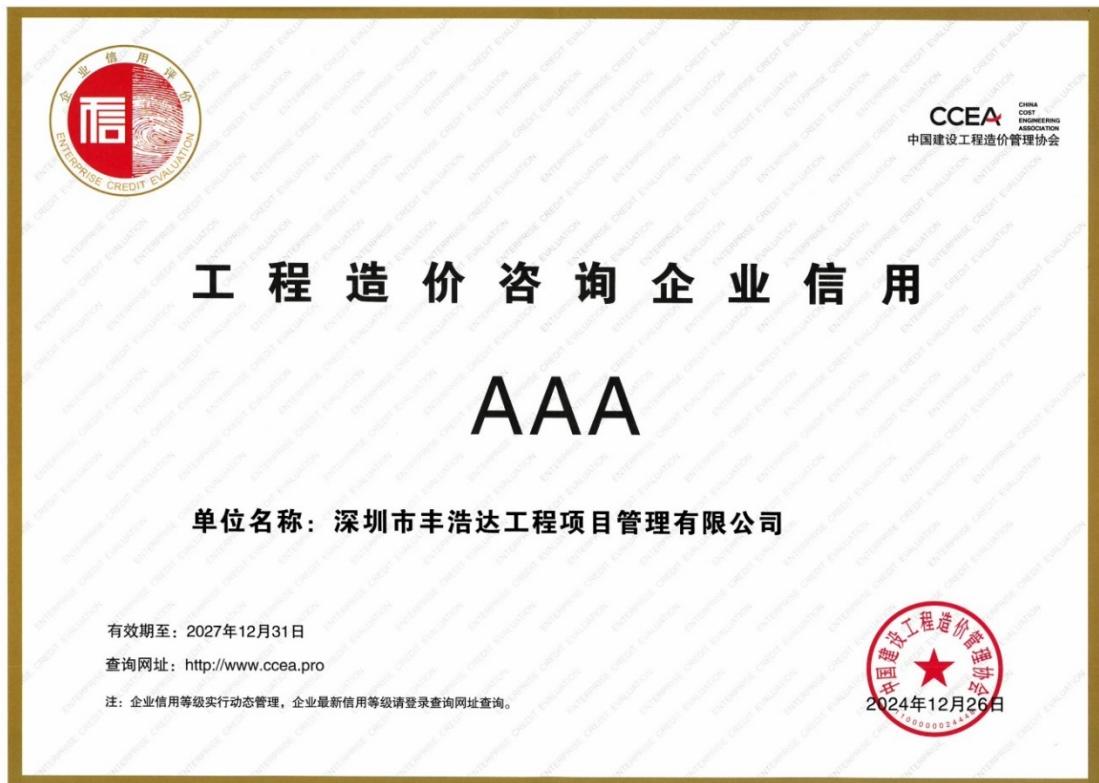 企业信用评价
信
ENTERPRISE CREDIT EVALUATION
CCEA
CHINA
COST
ENGINEERING
ASSOCIATION
中国建设工程造价管理协会
工程造价咨询企业信用
AAA
单位名称：深圳市丰浩达工程项目管理有限公司
有效期至：2027年12月31日
查询网址：http://www.ccea.pro
注：企业信用等级实行动态管理，企业最新信用等级请登录查询网址查询。
中国建设工程造价管理协会
2024年12月26日